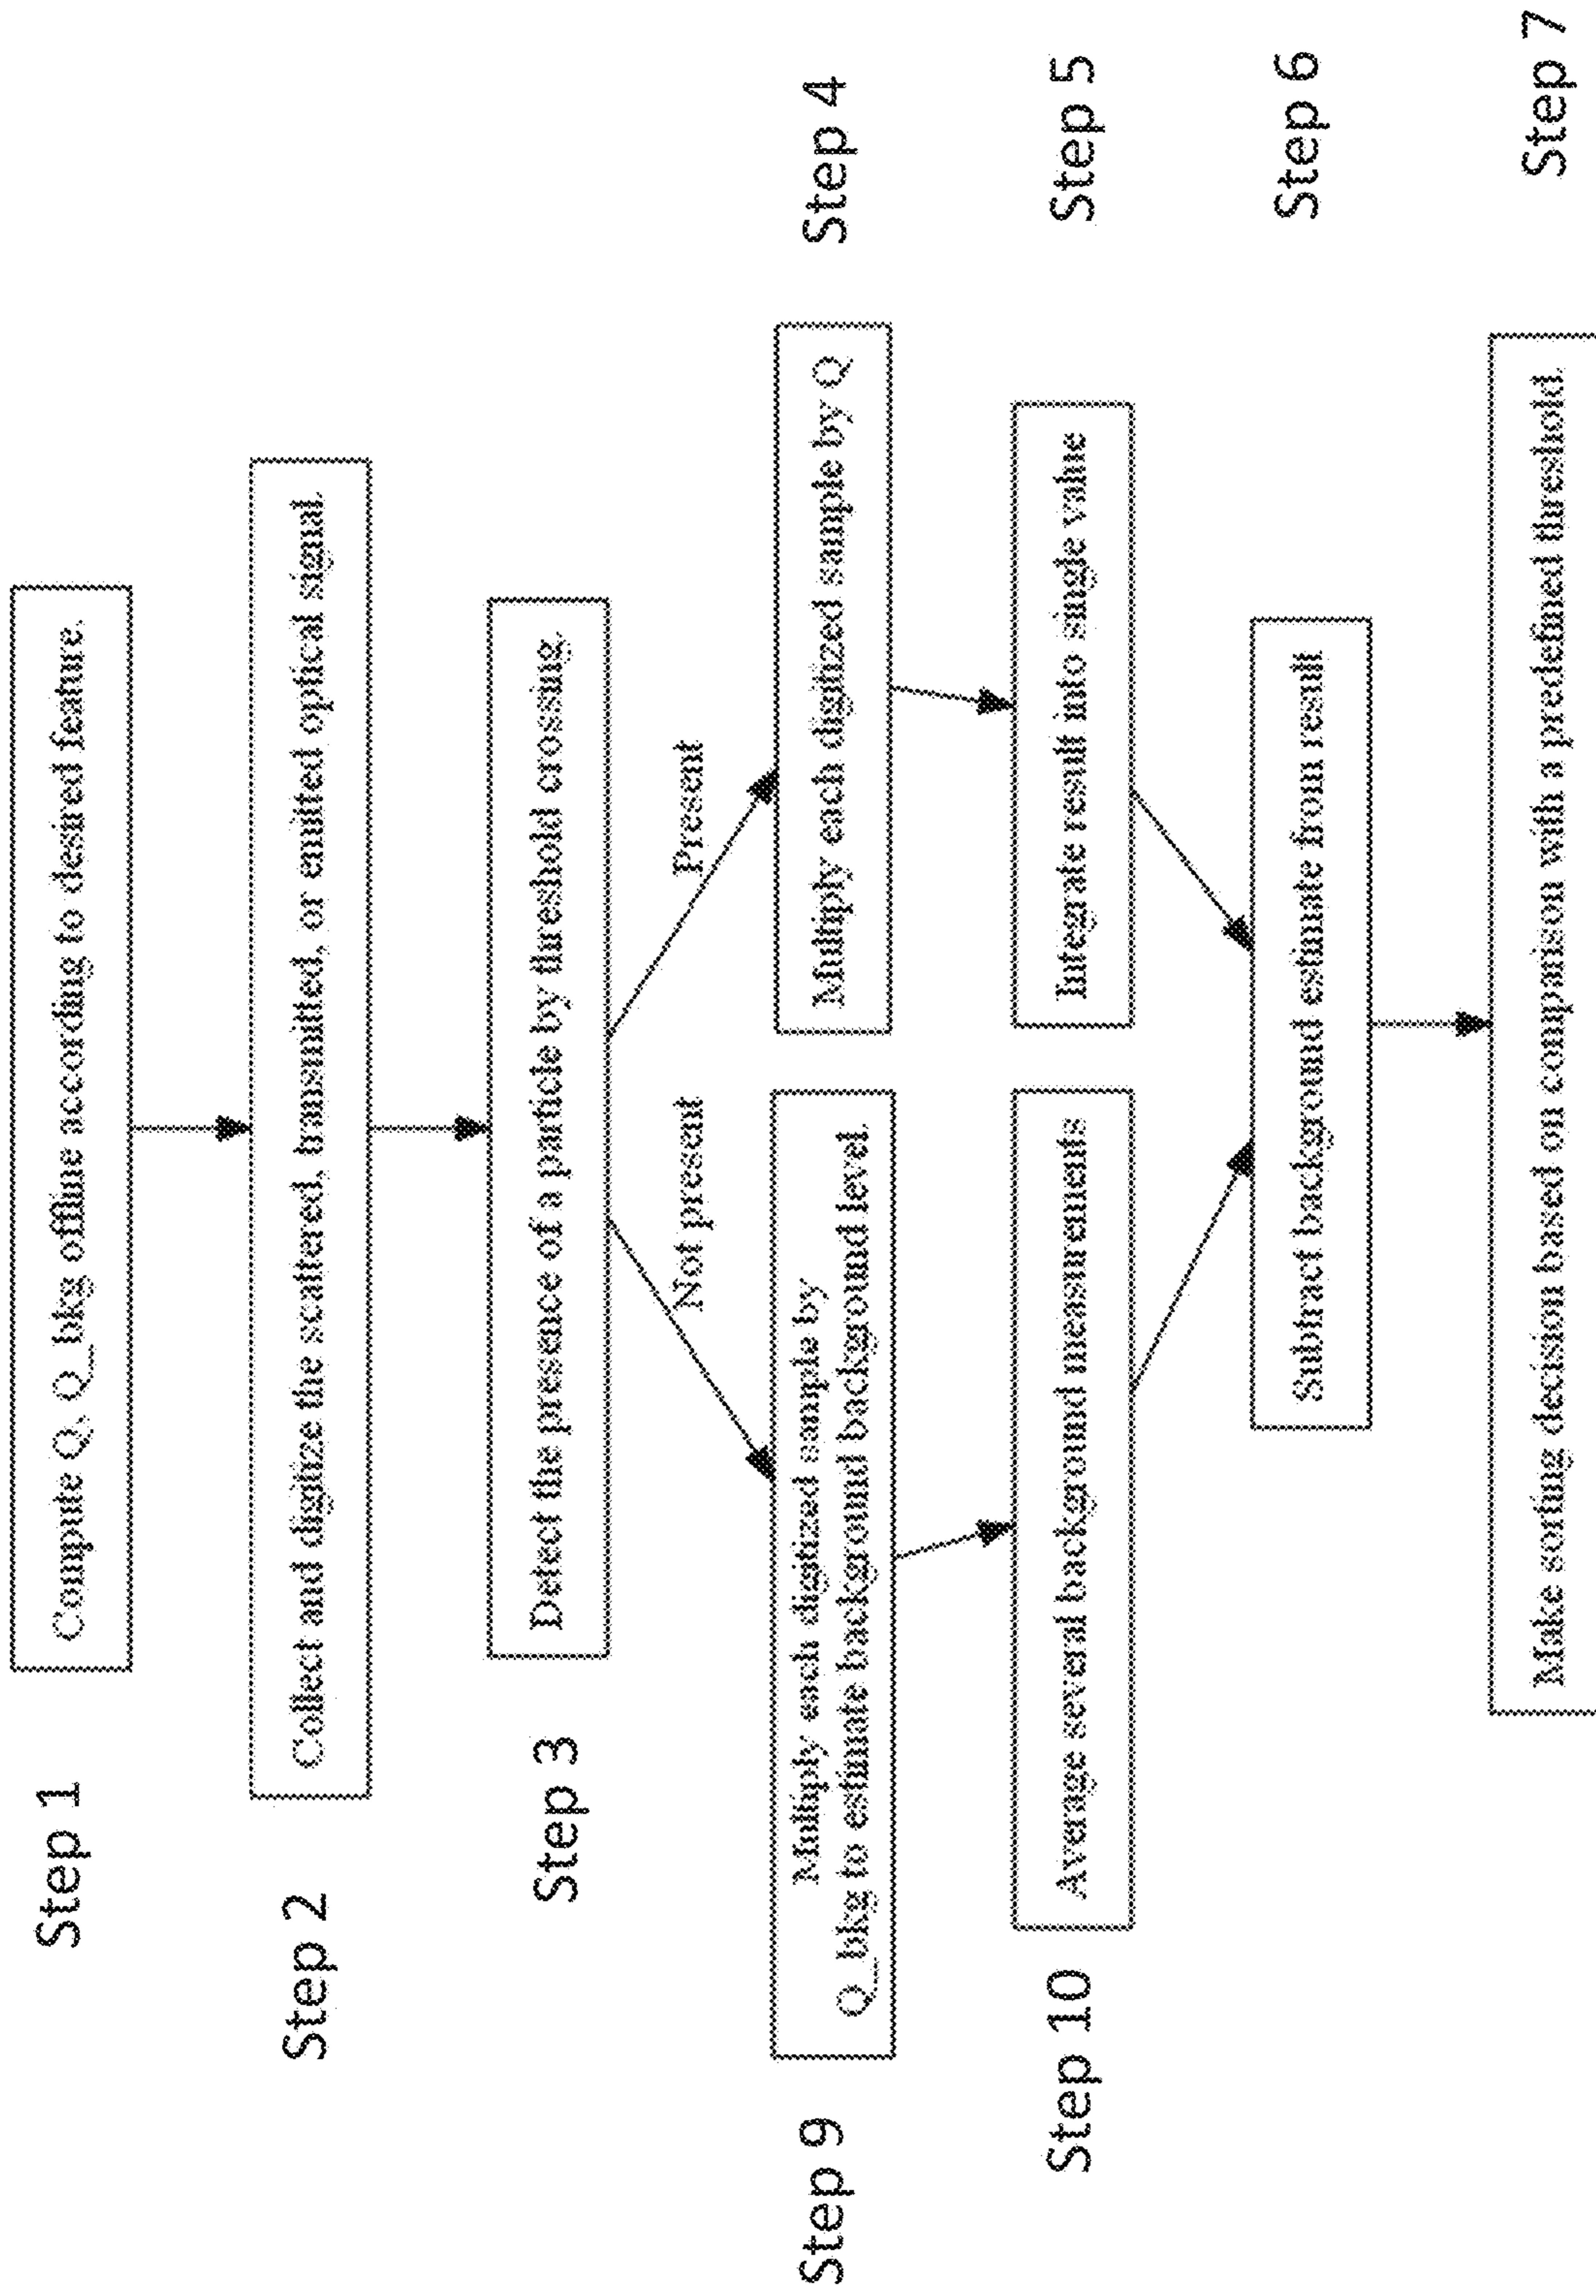 Step 1
Compute Q, Q_bkg offline according to desired feature.
Step 2
Collect and digitize the scattered, transmitted, or emitted optical signal.
Step 3
Detect the presence of a particle by threshold crossing.
Not present
Present
Step 9
Multiply each digitized sample by
Q_bkg to estimate background background level.
Multiply each digitized sample by Q
Step 4
Step 10
Average several background measurements
Integrate result into single value
Step 5
Subtract background estimate from result
Step 6
Make sorting decision based on comparison with a predefined threshold.
Step 7